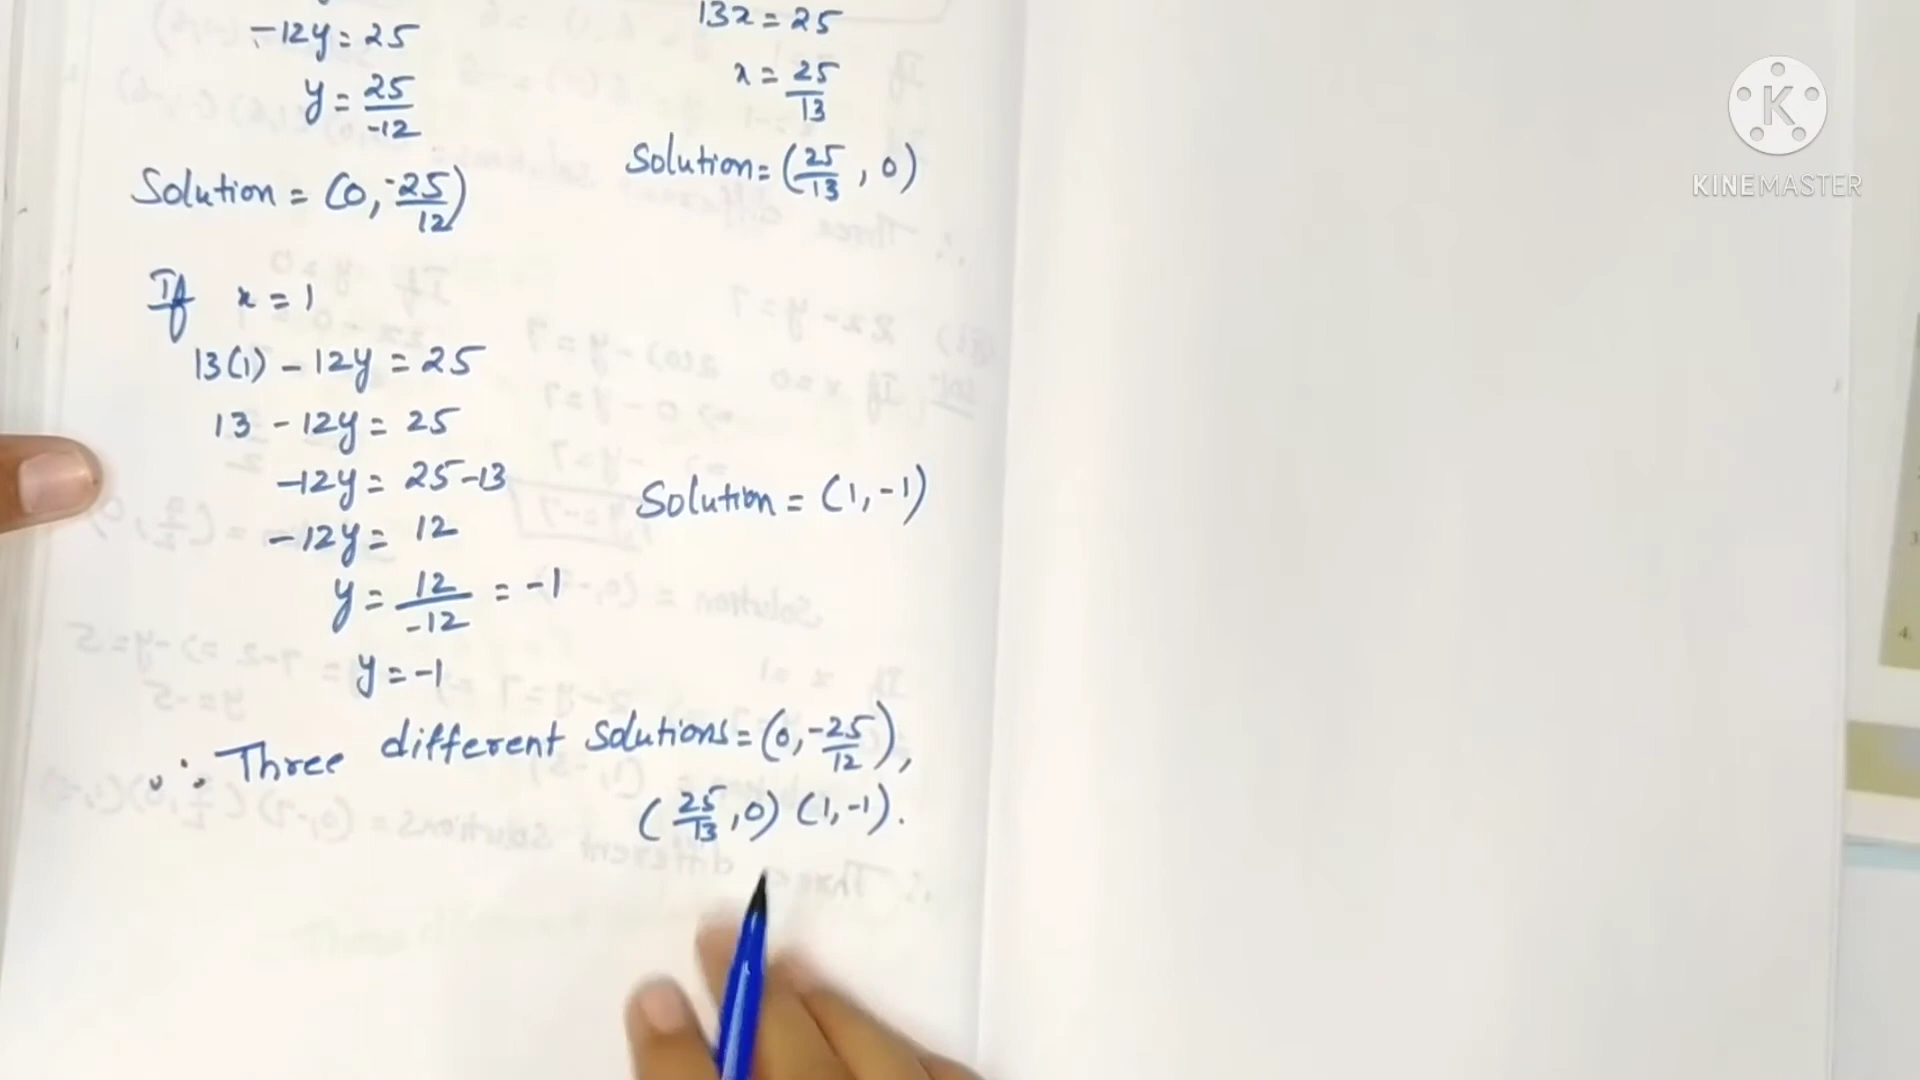 -12y = 25
y = 25/-12
Solution = (0, -25/12)
13x = 25
x = 25/13
Solution = (25/13, 0)
If x = 1
13(1) - 12y = 25
13 - 12y = 25
-12y = 25-13
-12y = 12
y = 12/-12 = -1
y = -1
Solution = (1, -1)
∴ Three different solutions = (0, -25/12),
(25/13, 0) (1, -1).
K
KINEMASTER